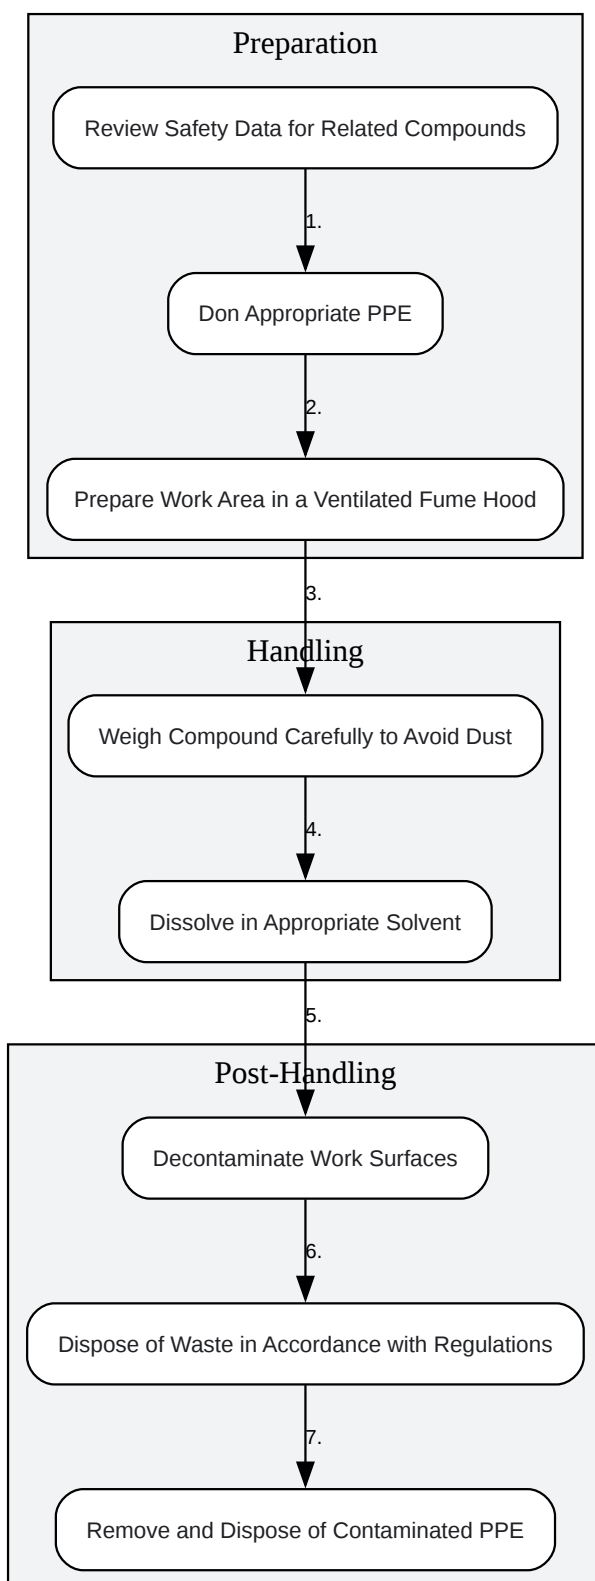 Preparation
Review Safety Data for Related Compounds
1.
Don Appropriate PPE
2.
Prepare Work Area in a Ventilated Fume Hood
3.
Handling
Weigh Compound Carefully to Avoid Dust
4.
Dissolve in Appropriate Solvent
5.
Post-Handling
Decontaminate Work Surfaces
6.
Dispose of Waste in Accordance with Regulations
7.
Remove and Dispose of Contaminated PPE